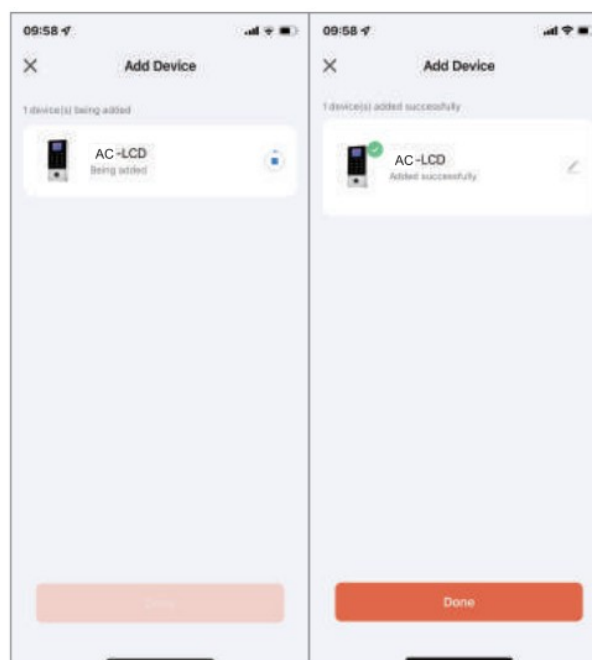 09:58
Add Device
1 device(s) being added
AC-LCD
Being added
Done
09:58
Add Device
1 device(s) added successfully
AC-LCD
Added successfully
Done